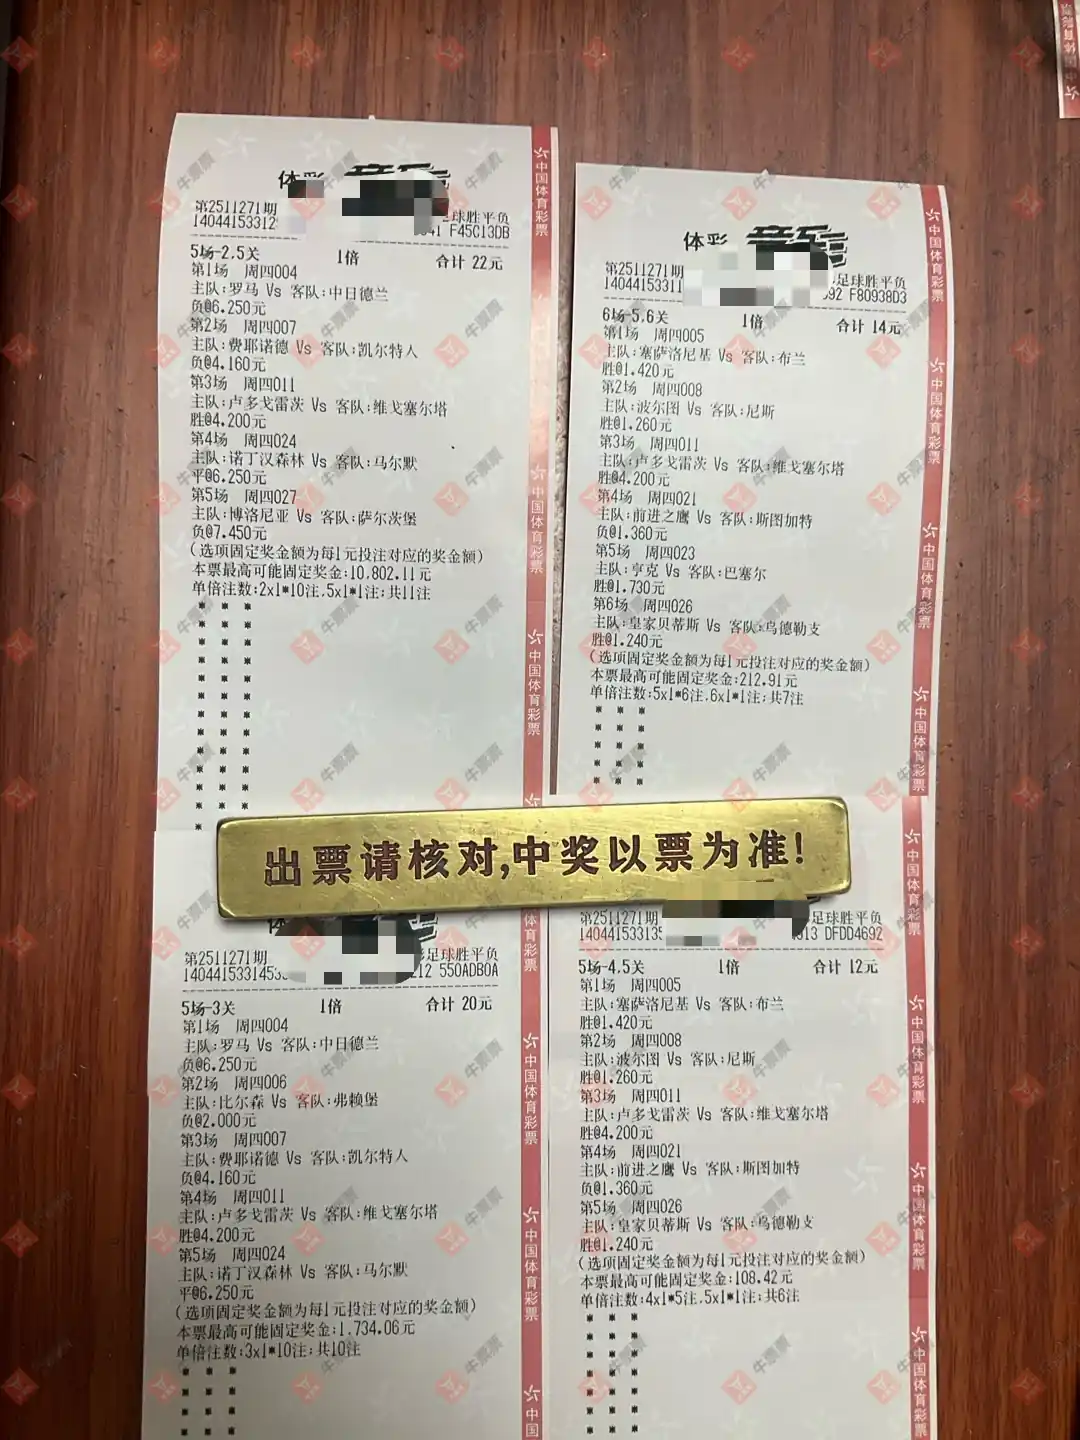 体彩
第2511271期
足球胜平负
14044153312
041 F45C13DB
5场-2.5关 1倍 合计 22元
第1场 周四004
主队:罗马 Vs 客队:中日德兰
负@6.250元
第2场 周四007
主队:费耶诺德 Vs 客队:凯尔特人
负@4.160元
第3场 周四011
主队:卢多戈雷茨 Vs 客队:维戈塞尔塔
胜@4.200元
第4场 周四024
主队:诺丁汉森林 Vs 客队:马尔默
平@6.250元
第5场 周四027
主队:博洛尼亚 Vs 客队:萨尔茨堡
负@7.450元
(选项固定奖金额为每1元投注对应的奖金额)
本票最高可能固定奖金:10,802.11元
单倍注数:2x1*10注,5x1*1注;共11注
体彩
第2511271期
足球胜平负
14044153311
092 F80938D3
6场-5.6关 1倍 合计 14元
第1场 周四005
主队:塞萨洛尼基 Vs 客队:布兰
胜@1.420元
第2场 周四008
主队:波尔图 Vs 客队:尼斯
胜@1.260元
第3场 周四011
主队:卢多戈雷茨 Vs 客队:维戈塞尔塔
胜@4.200元
第4场 周四021
主队:前进之鹰 Vs 客队:斯图加特
负@1.360元
第5场 周四023
主队:亨克 Vs 客队:巴塞尔
胜@1.730元
第6场 周四026
主队:皇家贝蒂斯 Vs 客队:乌德勒支
胜@1.240元
(选项固定奖金额为每1元投注对应的奖金额)
本票最高可能固定奖金:212.91元
单倍注数:5x1*6注,6x1*1注;共7注
出票请核对,中奖以票为准!
第2511271期
足球胜平负
1404415331453
212 550ADB0A
5场-3关 1倍 合计 20元
第1场 周四004
主队:罗马 Vs 客队:中日德兰
负@6.250元
第2场 周四006
主队:比尔森 Vs 客队:弗赖堡
负@2.000元
第3场 周四007
主队:费耶诺德 Vs 客队:凯尔特人
负@4.160元
第4场 周四011
主队:卢多戈雷茨 Vs 客队:维戈塞尔塔
胜@4.200元
第5场 周四024
主队:诺丁汉森林 Vs 客队:马尔默
平@6.250元
(选项固定奖金额为每1元投注对应的奖金额)
本票最高可能固定奖金:1,734.06元
单倍注数:3x1*10注;共10注
第2511271期
足球胜平负
14044153313
313 DFDD4692
5场-4.5关 1倍 合计 12元
第1场 周四005
主队:塞萨洛尼基 Vs 客队:布兰
胜@1.420元
第2场 周四008
主队:波尔图 Vs 客队:尼斯
胜@1.260元
第3场 周四011
主队:卢多戈雷茨 Vs 客队:维戈塞尔塔
胜@4.200元
第4场 周四021
主队:前进之鹰 Vs 客队:斯图加特
负@1.360元
第5场 周四026
主队:皇家贝蒂斯 Vs 客队:乌德勒支
胜@1.240元
(选项固定奖金额为每1元投注对应的奖金额)
本票最高可能固定奖金:108.42元
单倍注数:4x1*5注,5x1*1注;共6注
中国体育彩票
牛票票